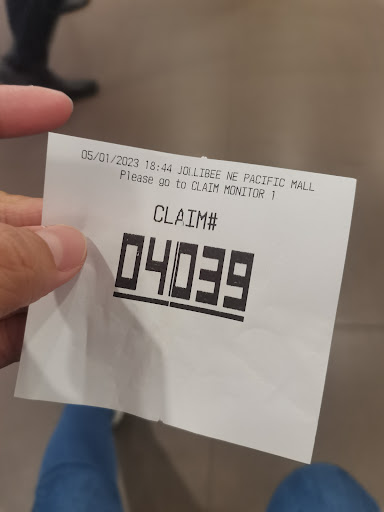 05/01/2023 18:44 JOLLIBEE NE PACIFIC MALL
Please go to CLAIM MONITOR 1
CLAIM#
04039